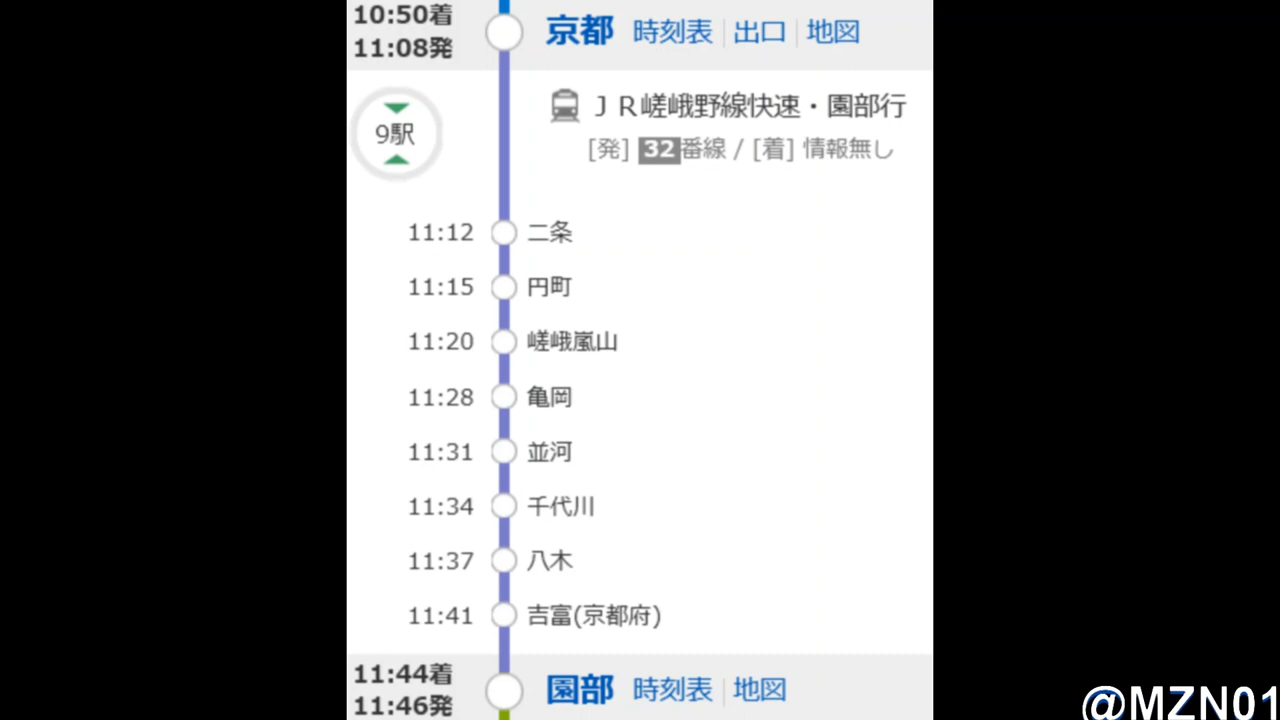 10:50着
11:08発
京都 時刻表 出口 地図
9駅
ＪＲ嵯峨野線快速・園部行
[発] 32番線 / [着] 情報無し
11:12 二条
11:15 円町
11:20 嵯峨嵐山
11:28 亀岡
11:31 並河
11:34 千代川
11:37 八木
11:41 吉富(京都府)
11:44着
11:46発
園部 時刻表 地図
@MZN01